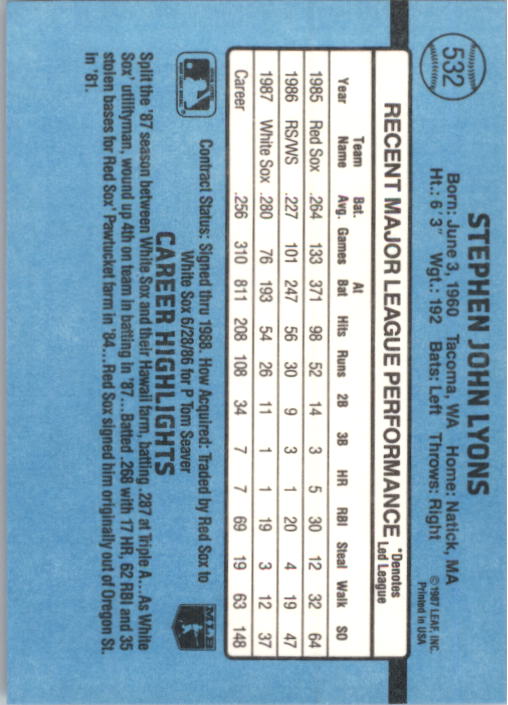 532
STEPHEN JOHN LYONS
Born: June 3, 1960 Tacoma, WA Home: Natick, MA
Ht.: 6'3" Wgt.: 192 Bats: Left Throws: Right
©1987 LEAF, INC.
Printed in USA
RECENT MAJOR LEAGUE PERFORMANCE *Denotes Led League
Year Team Name Bat. Avg. Games At Bat Hits Runs 2B 3B HR RBI Steal Walk SO
1985 Red Sox .264 133 371 98 52 14 3 5 30 12 32 64
1986 RS/WS .227 101 247 56 30 9 3 1 20 4 19 47
1987 White Sox .280 76 193 54 26 11 1 1 19 3 12 37
Career .256 310 811 208 108 34 7 7 69 19 63 148
Contract Status: Signed thru 1988. How Acquired: Traded by Red Sox to
White Sox 6/28/86 for P Tom Seaver
MLB
CAREER HIGHLIGHTS
Split the '87 season between White Sox and their Hawaii farm, batting .287 at Triple A...As White
Sox' utilityman, wound up 4th on team in batting in '87...Batted .268 with 17 HR, 62 RBI and 35
stolen bases for Red Sox' Pawtucket farm in '84...Red Sox signed him originally out of Oregon St.
in '81.